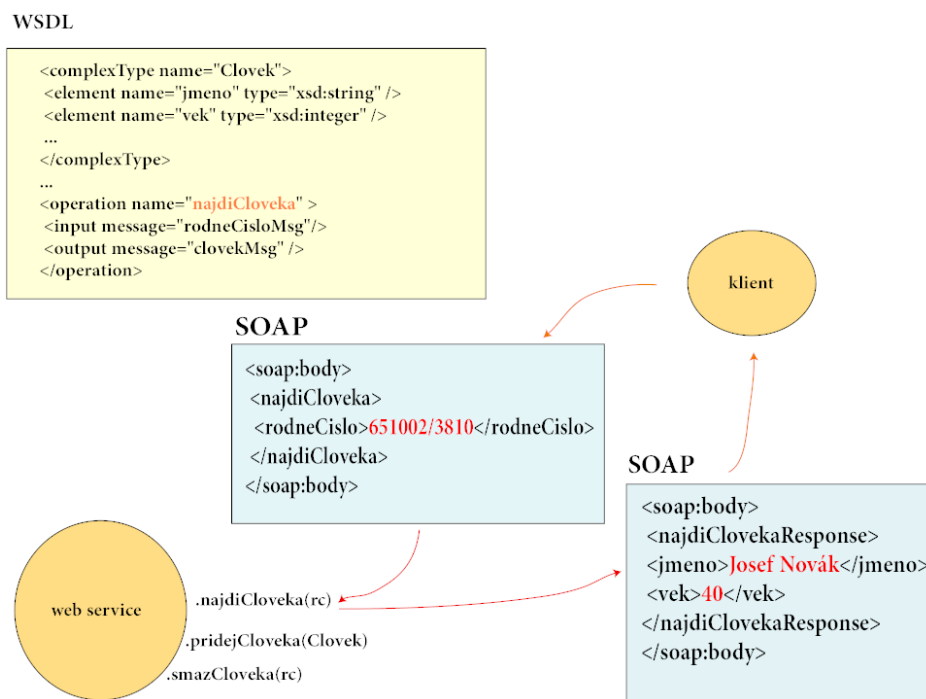 WSDL
<complexType name="Clovek">
<element name="jmeno" type="xsd:string" />
<element name="vek" type="xsd:integer" />
...
</complexType>
...
<operation name="najdiCloveka" >
<input message="rodneCisloMsg"/>
<output message="clovekMsg" />
</operation>
klient
SOAP
<soap:body>
<najdiCloveka>
<rodneCislo>651002/3810</rodneCislo>
</najdiCloveka>
</soap:body>
SOAP
<soap:body>
<najdiClovekaResponse>
<jmeno>Josef Novák</jmeno>
<vek>40</vek>
</najdiClovekaResponse>
</soap:body>
web service
.najdiCloveka(rc)
.pridejCloveka(Clovek)
.smazCloveka(rc)